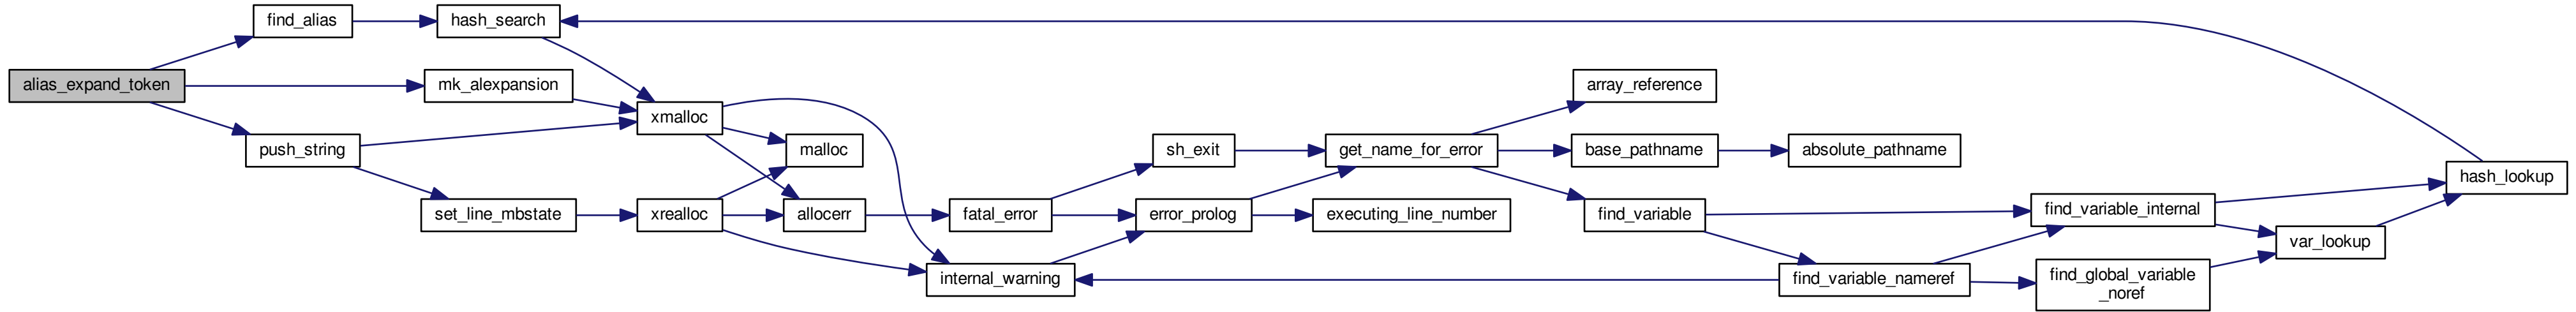 find_alias
hash_search
alias_expand_token
mk_alexpansion
array_reference
xmalloc
push_string
malloc
sh_exit
get_name_for_error
base_pathname
absolute_pathname
hash_lookup
set_line_mbstate
xrealloc
allocerr
fatal_error
error_prolog
executing_line_number
find_variable
find_variable_internal
var_lookup
internal_warning
find_variable_nameref
find_global_variable
_noref